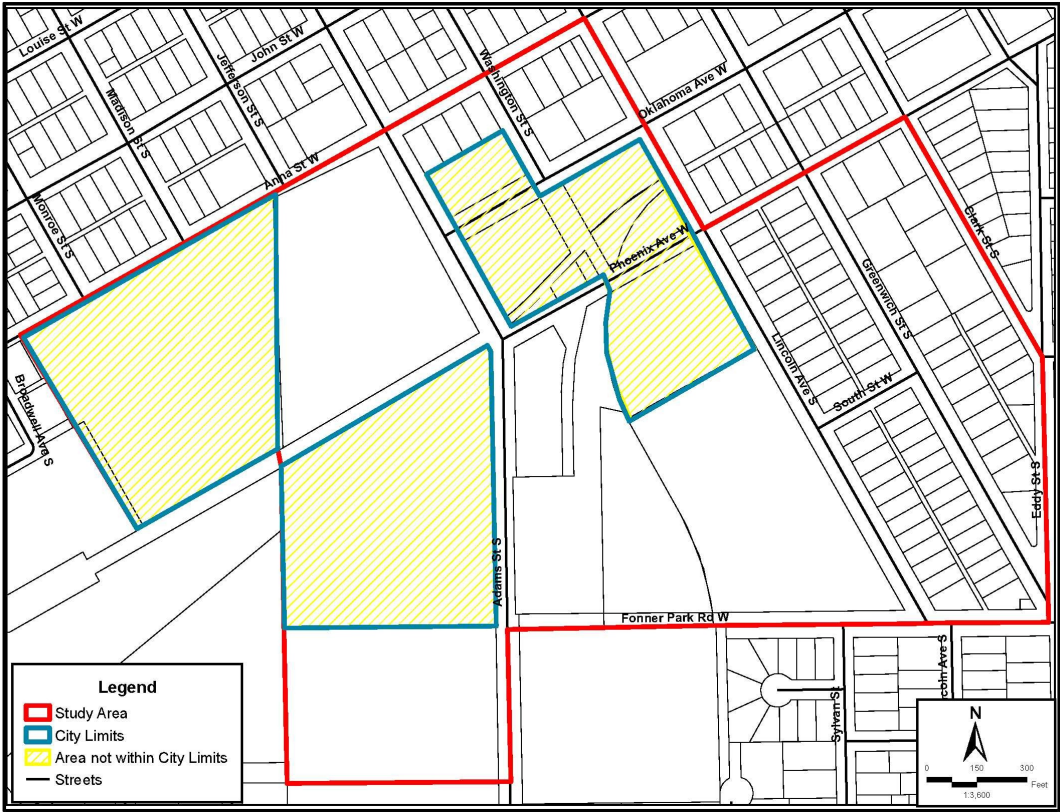 Louise St W
John St W
Washington St S
Jefferson St S
Oklahoma Ave W
Madison St S
Anna St W
Monroe St S
Clark St S
Phoenix Ave W
Greenwich St S
Lincoln Ave S
South St W
Broadwell Ave S
Eddy St S
Adams St S
Fonner Park Rd W
coln Ave S
Sylvan St
Legend
Study Area
City Limits
Area not within City Limits
Streets
N
0 150 300
Feet
1:3,600